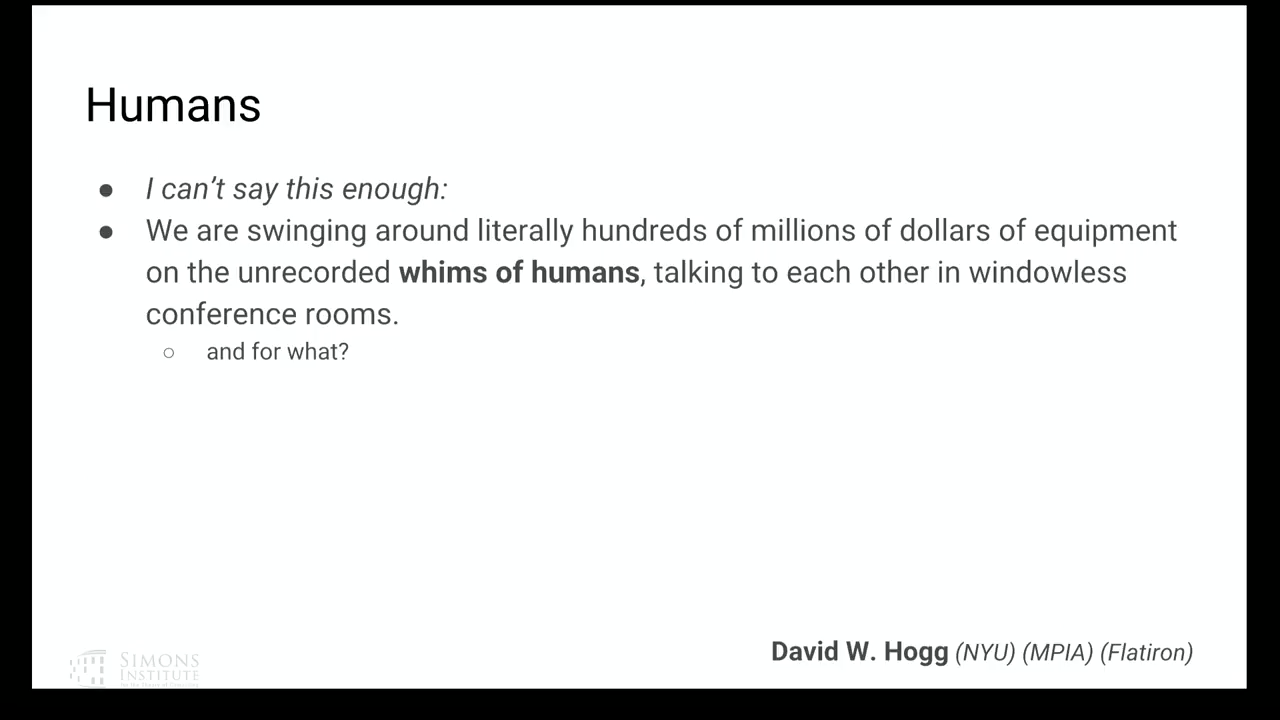 Humans
● I can’t say this enough:
● We are swinging around literally hundreds of millions of dollars of equipment
on the unrecorded whims of humans, talking to each other in windowless
conference rooms.
○ and for what?
David W. Hogg (NYU) (MPIA) (Flatiron)
SIMONS
INSTITUTE